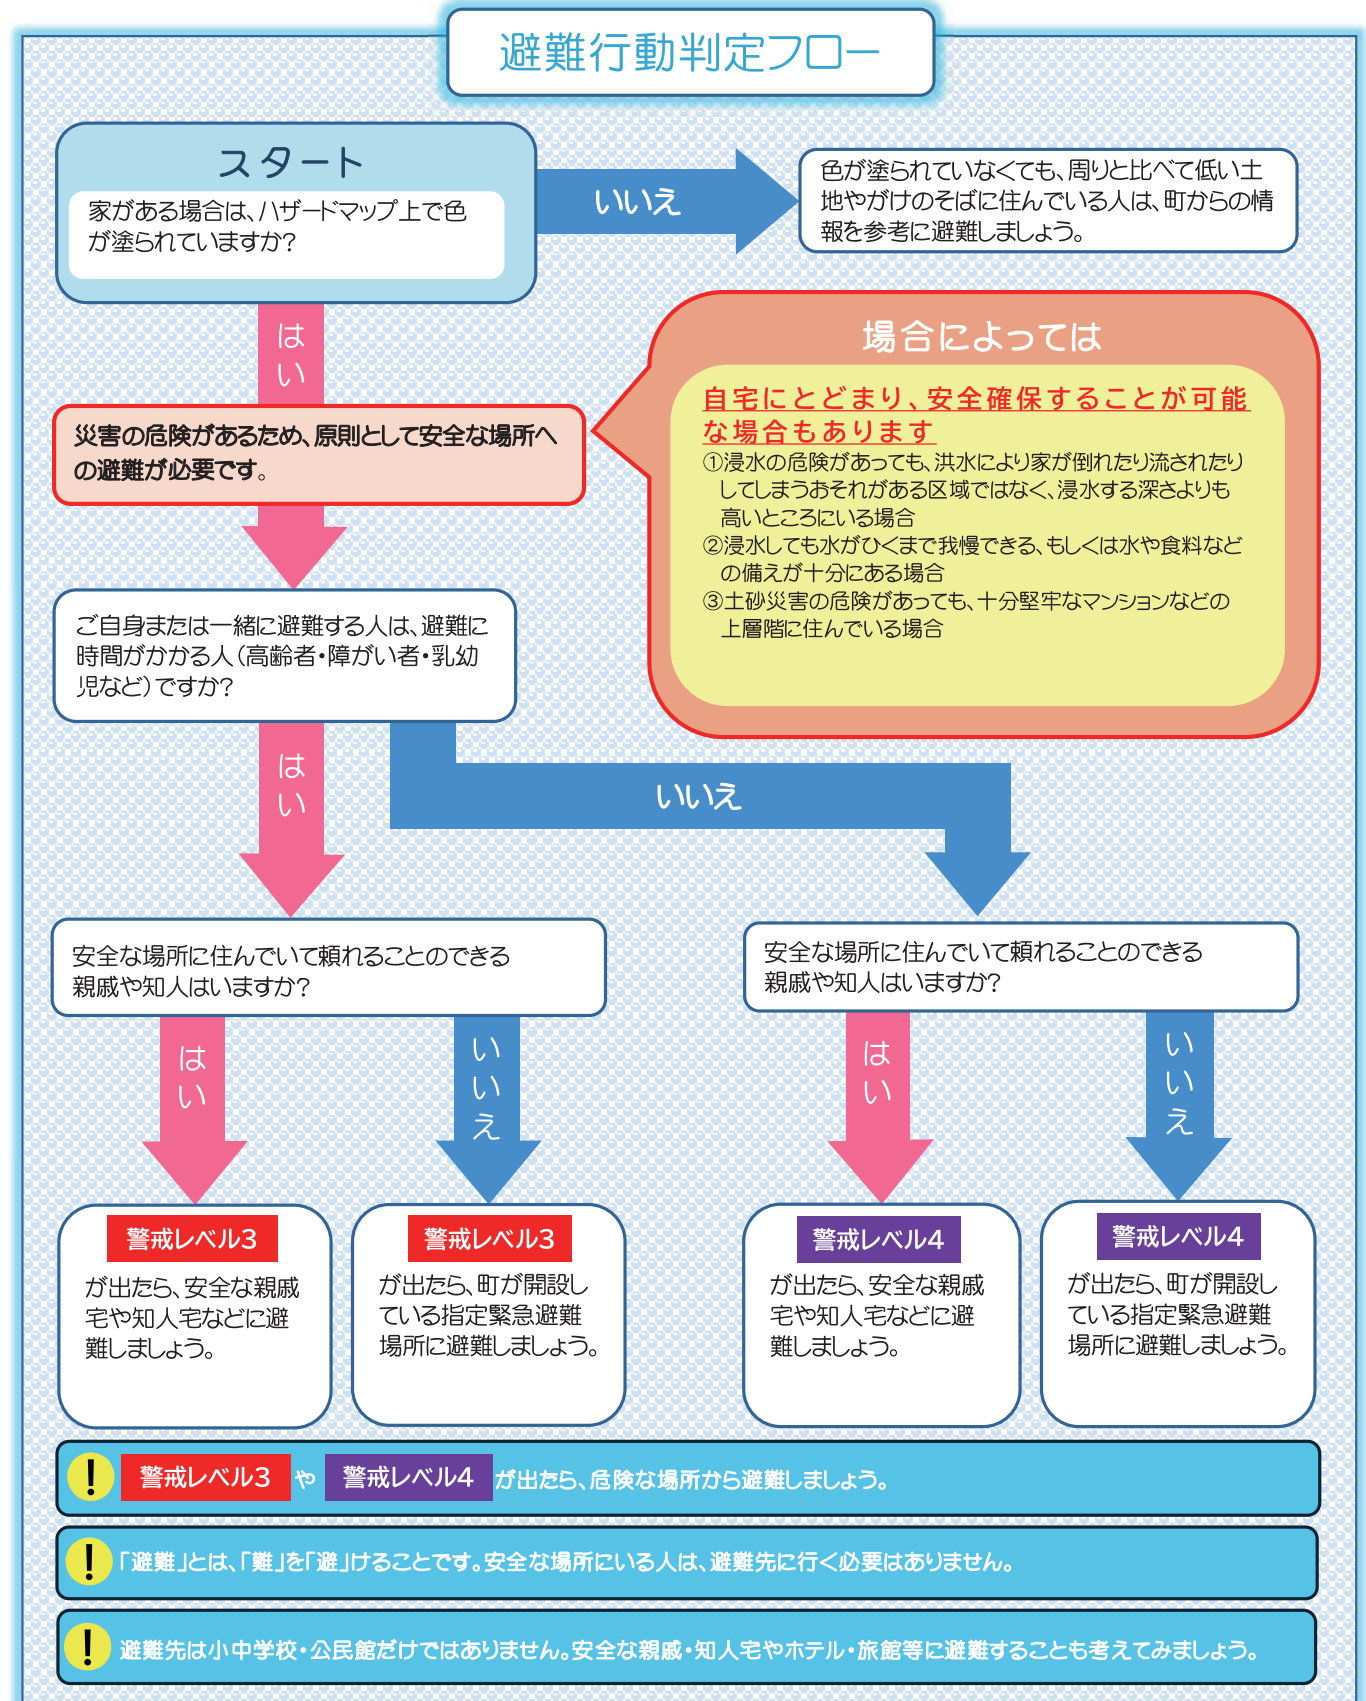 避難行動判定フロー
スタート
家がある場合は、ハザードマップ上で色
が塗られていますか?
いいえ
色が塗られていなくても、周りと比べて低い土
地やがけのそばに住んでいる人は、町からの情
報を参考に避難しましょう。
はい
災害の危険があるため、原則として安全な場所へ
の避難が必要です。
場合によっては
自宅にとどまり、安全確保することが可能
な場合もあります
①浸水の危険があっても、洪水により家が倒れたり流されたり
してしまうおそれがある区域ではなく、浸水する深さよりも
高いところにいる場合
②浸水しても水がひくまで我慢できる、もしくは水や食料など
の備えが十分にある場合
③土砂災害の危険があっても、十分堅牢なマンションなどの
上層階に住んでいる場合
ご自身または一緒に避難する人は、避難に
時間がかかる人（高齢者・障がい者・乳幼
児など）ですか?
はい
いいえ
安全な場所に住んでいて頼れることのできる
親戚や知人はいますか?
安全な場所に住んでいて頼れることのできる
親戚や知人はいますか?
はい
いいえ
はい
いいえ
警戒レベル3
が出たら、安全な親戚
宅や知人宅などに避
難しましょう。
警戒レベル3
が出たら、町が開設し
ている指定緊急避難
場所に避難しましょう。
警戒レベル4
が出たら、安全な親戚
宅や知人宅などに避
難しましょう。
警戒レベル4
が出たら、町が開設し
ている指定緊急避難
場所に避難しましょう。
! 警戒レベル3 や 警戒レベル4 が出たら、危険な場所から避難しましょう。
! 「避難」とは、「難」を「避」けることです。安全な場所にいる人は、避難先に行く必要はありません。
! 避難先は小中学校・公民館だけではありません。安全な親戚・知人宅やホテル・旅館等に避難することも考えてみましょう。